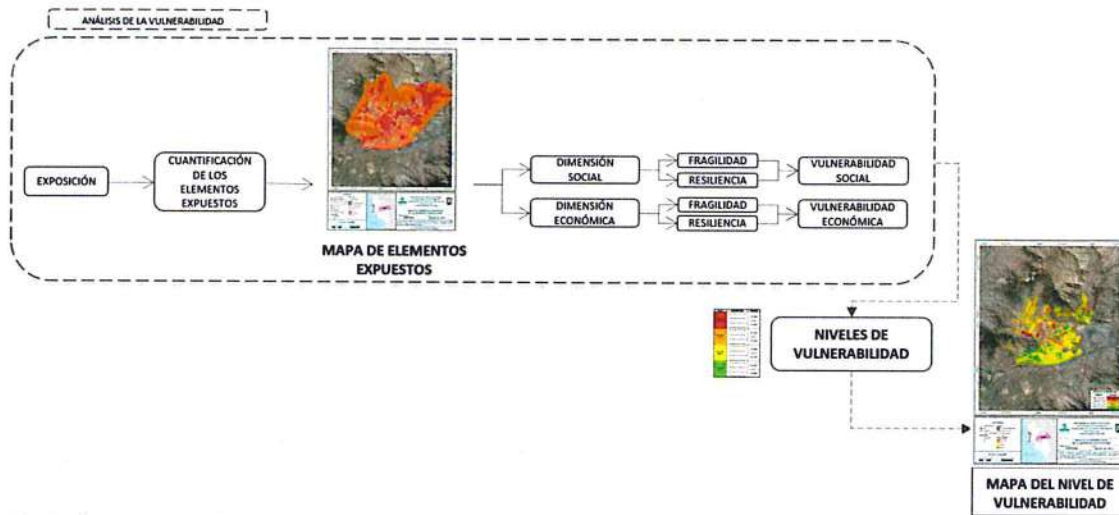 ANÁLISIS DE LA VULNERABILIDAD
EXPOSICIÓN
CUANTIFICACIÓN
DE LOS
ELEMENTOS
EXPUESTOS
MAPA DE ELEMENTOS
EXPUESTOS
DIMENSIÓN
SOCIAL
FRAGILIDAD
RESILIENCIA
VULNERABILIDAD
SOCIAL
DIMENSIÓN
ECONÓMICA
FRAGILIDAD
RESILIENCIA
VULNERABILIDAD
ECONÓMICA
NIVELES DE
VULNERABILIDAD
MAPA DEL NIVEL DE
VULNERABILIDAD